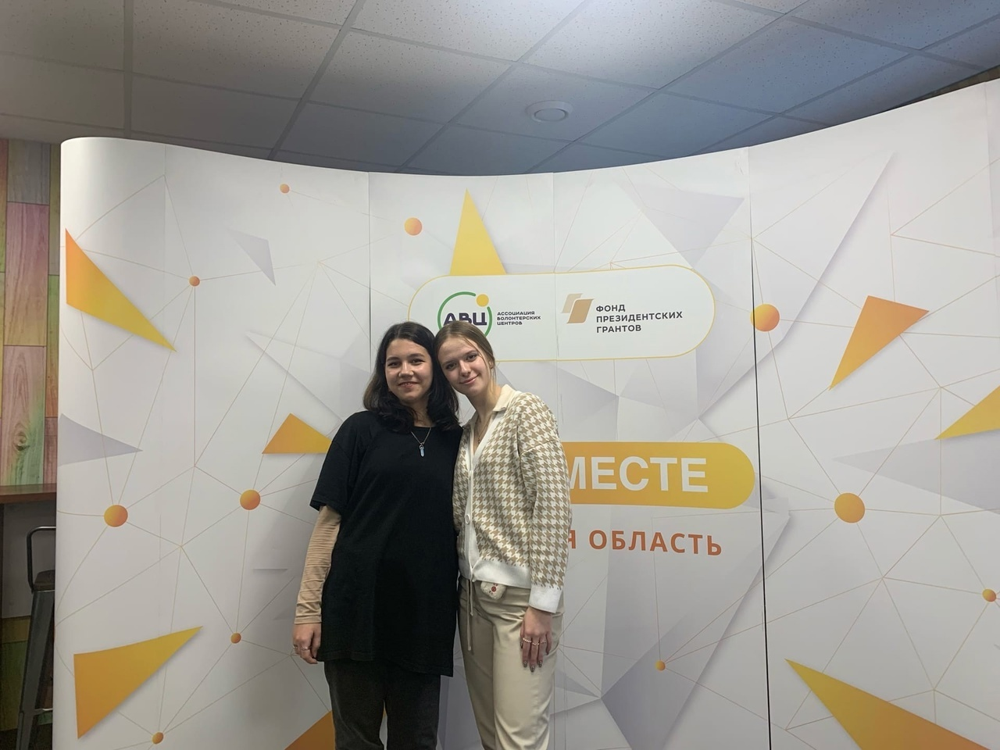 АВЦ
АССОЦИАЦИЯ
ВОЛОНТЕРСКИХ
ЦЕНТРОВ
ФОНД
ПРЕЗИДЕНТСКИХ
ГРАНТОВ
МЕСТЕ
Я ОБЛАСТЬ